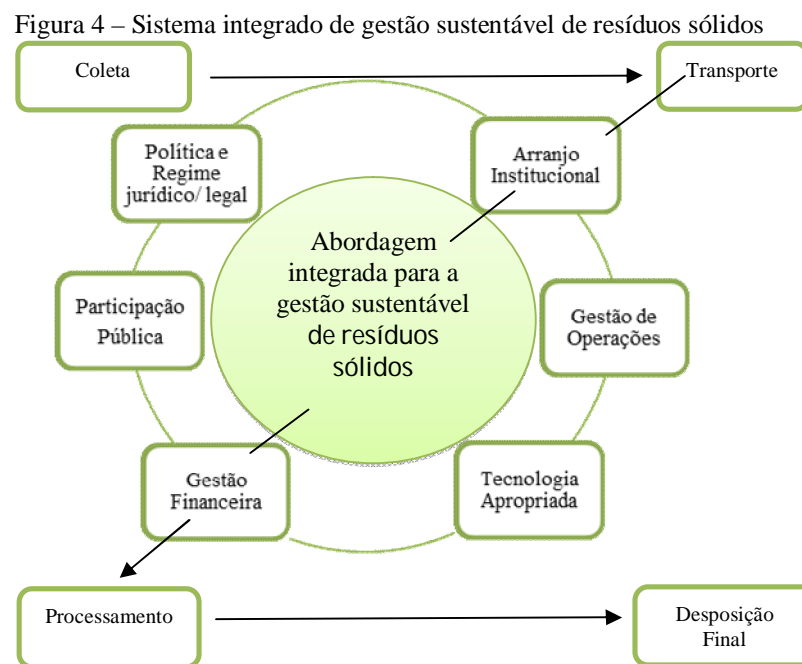 Figura 4 – Sistema integrado de gestão sustentável de resíduos sólidos
Coleta
Transporte
Política e
Regime
jurídico/ legal
Arranjo
Institucional
Abordagem
integrada para a
gestão sustentável
de resíduos
sólidos
Participação
Pública
Gestão de
Operações
Gestão
Financeira
Tecnologia
Apropriada
Processamento
Desposição
Final